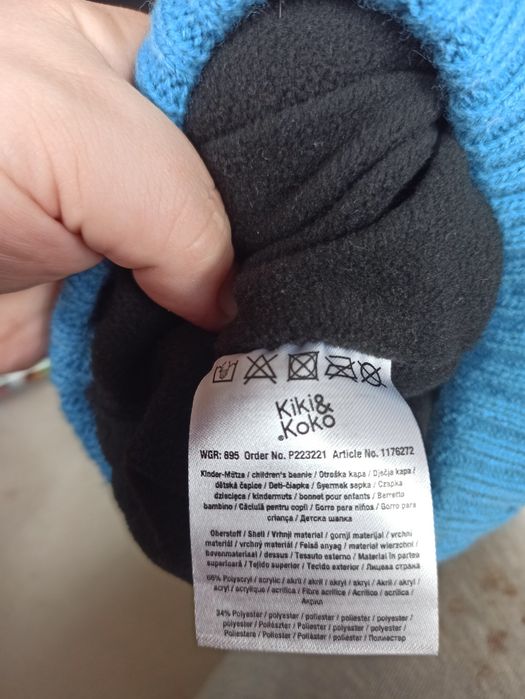 Kiki&
Koko
WGR: 895 Order No. P223221 Article No. 1176272
Kinder-Mütze / children's beanie / Otroška kapa / Dječja kapa /
dětská čepice / Deti-čiapka / Gyermek sapka / Czapka
dziecięca / kindermuts / bonnet pour enfants / Berretto
bambino / Căciulă pentru copii / Gorro para niños / Gorro para
criança / Детска шапка
Oberstoff / Shell / Vrhnji material / gornji materijal / vrchní
materiál / vrchný materiál / Felső anyag / materiał wierzchni /
bovenmateriaal / dessus / Tessuto esterno / Material în partea
superioară / Tejido superior / Tecido exterior / Лицева страна
66% Polyacryl / acrylic / akril / akril / akryl / akryl / akril / akryl /
acryl / acrylique / acrilico / Fibre acrilice / Acrílico / acrílico /
Акрил
34% Polyester / polyester / poliester / poliester / polyester /
polyester / Poliészter / Poliester / polyester / polyester /
Poliestere / Poliester / Poliéster / poliéster / Полиестер